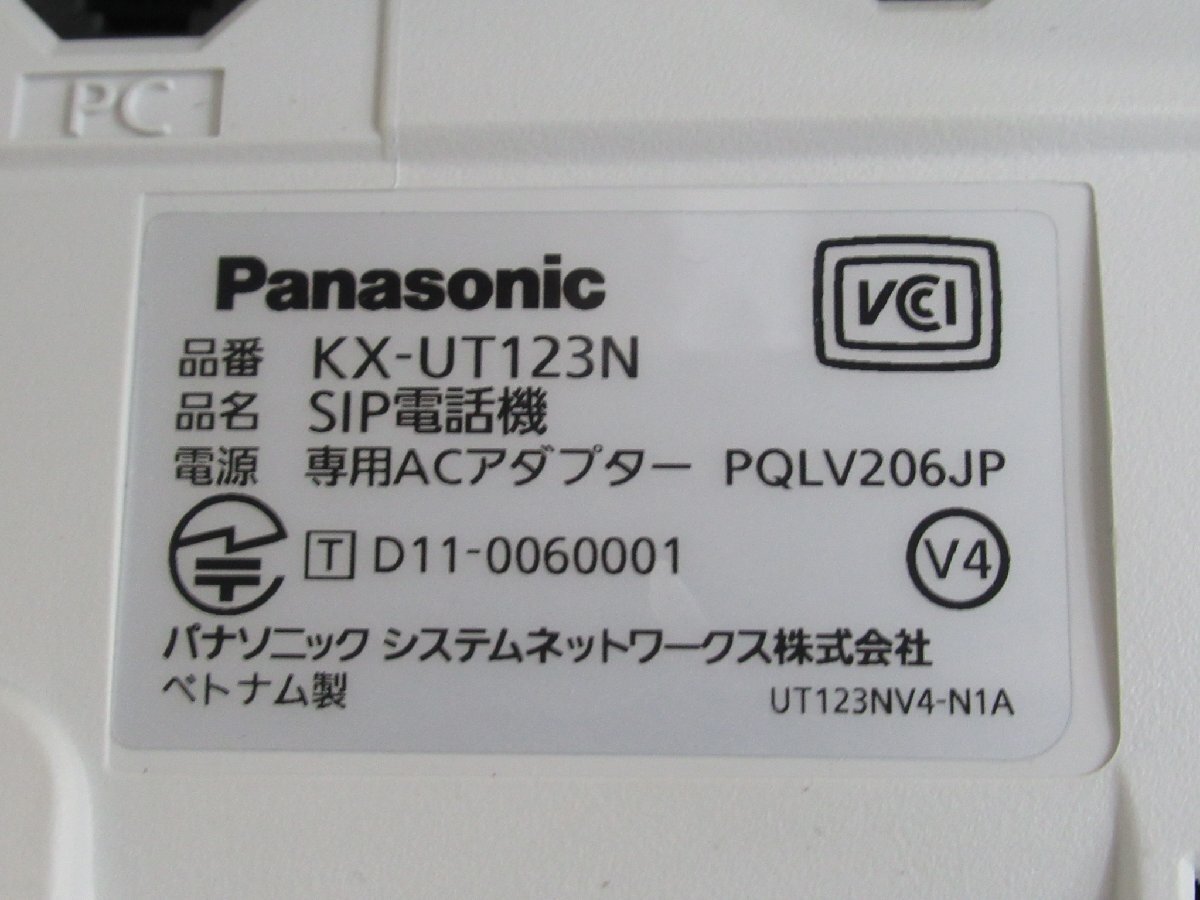 PC
Panasonic
VCCI
品番 KX-UT123N
品名 SIP電話機
電源 専用ACアダプター PQLV206JP
T D11-0060001 V4
パナソニック システムネットワークス株式会社
ベトナム製 UT123NV4-N1A